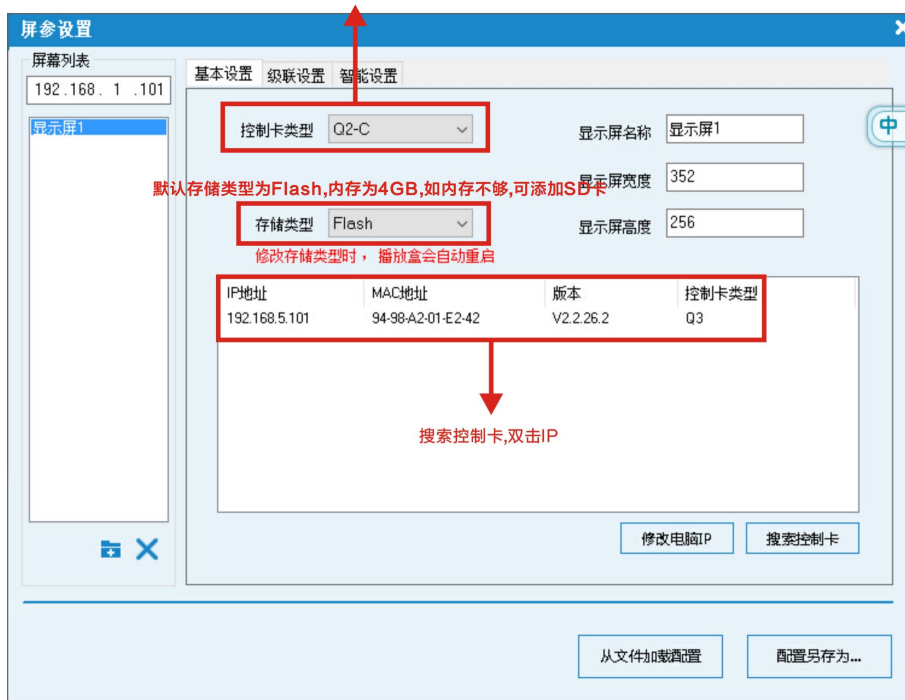 屏参设置
屏幕列表
192.168. 1 .101
显示屏1
基本设置 级联设置 智能设置
控制卡类型 Q2-C
显示屏名称 显示屏1
显示屏宽度 352
默认存储类型为Flash,内存为4GB,如内存不够,可添加SD卡
存储类型 Flash
显示屏高度 256
修改存储类型时，播放盒会自动重启
中
IP地址 MAC地址 版本 控制卡类型
192.168.5.101 94-98-A2-01-E2-42 V2.2.26.2 Q3
搜索控制卡,双击IP
修改电脑IP 搜索控制卡
从文件加载配置 配置另存为...